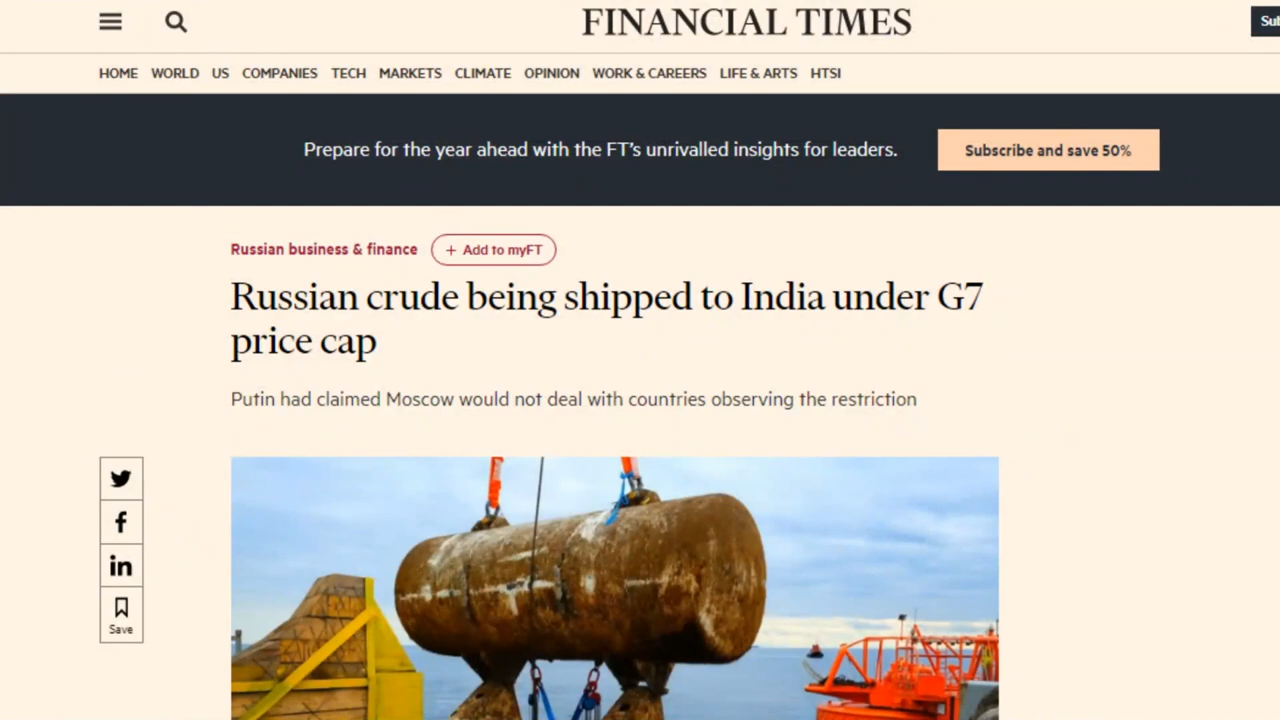 FINANCIAL TIMES
HOME WORLD US COMPANIES TECH MARKETS CLIMATE OPINION WORK & CAREERS LIFE & ARTS HTSI
Prepare for the year ahead with the FT's unrivalled insights for leaders.
Subscribe and save 50%
Russian business & finance
+ Add to myFT
Russian crude being shipped to India under G7
price cap
Putin had claimed Moscow would not deal with countries observing the restriction
Save